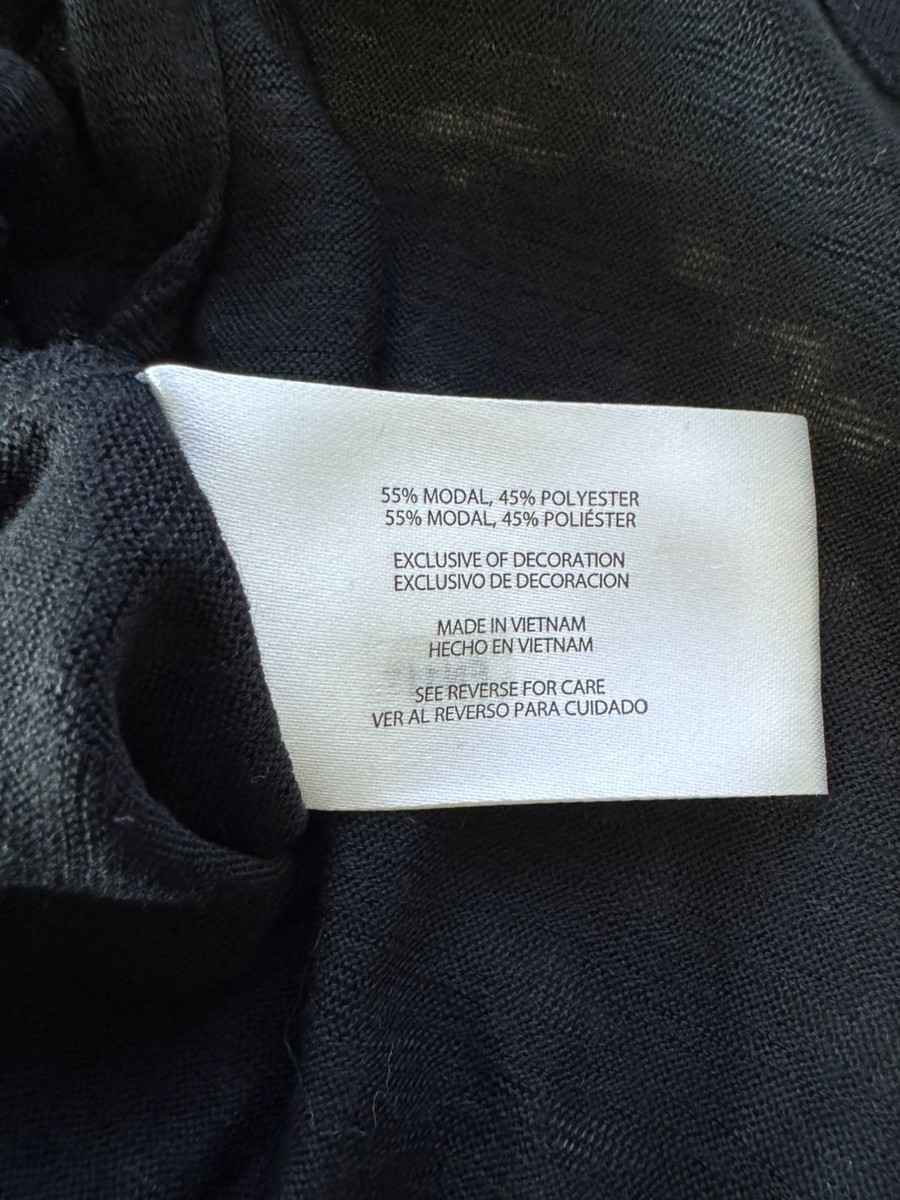 55% MODAL, 45% POLYESTER
55% MODAL, 45% POLIÉSTER
EXCLUSIVE OF DECORATION
EXCLUSIVO DE DECORACION
MADE IN VIETNAM
HECHO EN VIETNAM
SEE REVERSE FOR CARE
VER AL REVERSO PARA CUIDADO